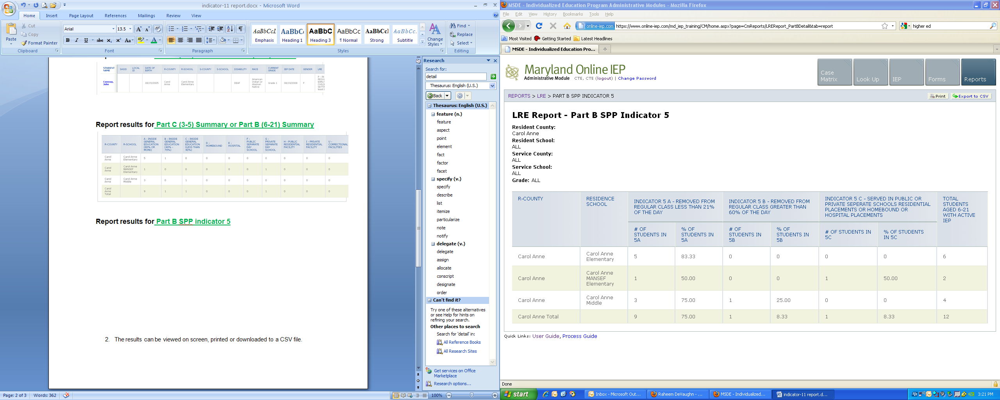 indicator-11 report.docx - Microsoft Word
Home Insert Page Layout References Mailings Review View
Paste
Cut
Copy
Format Painter
Clipboard
Arial 13.5
Font
Paragraph
AaBbCcI AaBbC AaBbC AaBbCc AaBbCcl AaBbCc.
Emphasis Heading 1 Heading 3 ¶ Normal Strong Subtitle
Change Styles
Styles
Find
Replace
Select
Editing
STUDENT NAME SASID LOCAL ID DATE OF BIRTH R-COUNTY R-SCHOOL S-COUNTY S-SCHOOL DISABILITY RACE CURRENT GRADE IEP DATE GENDER LRE
Conway, John 08/15/2005 Carol Anne Carol Anne Elementary DEAF American Indian or Alaskan Native Grade 1 08/19/2008 F
Report results for Part C (3-5) Summary or Part B (6-21) Summary
R-COUNTY R-SCHOOL A - INSIDE GENERAL EDUCATION (80% OR MORE) B - INSIDE GENERAL EDUCATION (40% - 79%) C - INSIDE GENERAL EDUCATION (LESS THAN 40%) D - HOMEBOUND E - HOSPITAL F - PUBLIC SEPARATE DAY SCHOOL G - PRIVATE SEPARATE DAY SCHOOL H - PUBLIC RESIDENTIAL FACILITY I - PRIVATE RESIDENTIAL FACILITY U - CORRECTIONAL FACILITIES
Carol Anne Carol Anne Elementary 5 1 0 0 0 0 0 0 0 0
Carol Anne Carol Anne MANSEF Elementary 1 0 0 0 0 0 1 0 0 0
Carol Anne Carol Anne Middle 3 0 1 0 0 0 0 0 0 0
Carol Anne Total 9 1 1 0 0 0 1 0 0 0
Report results for Part B SPP indicator 5
2. The results can be viewed on screen, printed or downloaded to a CSV file.
Research
Search for:
detail
Thesaurus: English (U.S.)
Back
Thesaurus: English (U.S.)
feature (n.)
feature
aspect
point
element
fact
factor
facet
specify (v.)
specify
describe
list
itemize
particularize
note
notify
delegate (v.)
delegate
assign
allocate
conscript
designate
order
Can't find it?
Try one of these alternatives
or see Help for hints on
refining your search.
Other places to search
Search for 'detail' in:
All Reference Books
All Research Sites
Get services on Office
Marketplace
Research options...
Page: 2 of 3 Words: 362 100%
MSDE - Individualized Education Program Administrative Modules - Mozilla Firefox
File Edit View History Bookmarks Tools Help
online-iep.com https://www.online-iep.com/md_iep_training/CM/home.aspx?page=CmReports/LREReport_PartBDetail&tab=report
higher ed
Most Visited Getting Started Latest Headlines
MSDE - Individualized Education Pro...
Maryland Online IEP
Administrative Module CTE, CTE (logout) | Change Password
Case Matrix Look Up IEP Forms Reports
REPORTS > LRE > PART B SPP INDICATOR 5
Print Export to CSV
LRE Report - Part B SPP Indicator 5
Resident County:
Carol Anne
Resident School:
ALL
Service County:
ALL
Service School:
ALL
Grade: ALL
R-COUNTY RESIDENCE SCHOOL INDICATOR 5 A - REMOVED FROM REGULAR CLASS LESS THAN 21% OF THE DAY INDICATOR 5 B - REMOVED FROM REGULAR CLASS GREATER THAN 60% OF THE DAY INDICATOR 5 C - SERVED IN PUBLIC OR PRIVATE SEPERATE SCHOOLS RESIDENTIAL PLACEMENTS OR HOMEBOUND OR HOSPITAL PLACEMENTS TOTAL STUDENTS AGED 6-21 WITH ACTIVE IEP
# OF STUDENTS IN 5A % OF STUDENTS IN 5A # OF STUDENTS IN 5B % OF STUDENTS IN 5B # OF STUDENTS IN 5C % OF STUDENTS IN 5C
Carol Anne Carol Anne Elementary 5 83.33 0 0 0 0 6
Carol Anne Carol Anne MANSEF Elementary 1 50.00 0 0 1 50.00 2
Carol Anne Carol Anne Middle 3 75.00 1 25.00 0 0 4
Carol Anne Total 9 75.00 1 8.33 1 8.33 12
Quick Links: User Guide, Process Guide
Done
start
Inbox - Microsoft Out...
Raheem DeVaughn - ...
MSDE - Individualized...
indicator-11 report.d...
3:21 PM